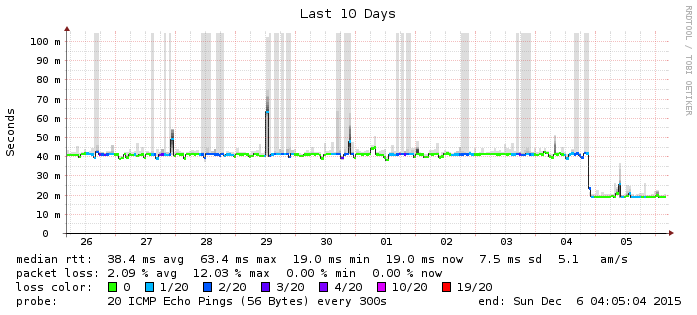 Last 10 Days
RRDTOOL / TOBI OETIKER
Seconds
100 m
90 m
80 m
70 m
60 m
50 m
40 m
30 m
20 m
10 m
0
26 27 28 29 30 01 02 03 04 05
median rtt: 38.4 ms avg 63.4 ms max 19.0 ms min 19.0 ms now 7.5 ms sd 5.1 am/s
packet loss: 2.09 % avg 12.03 % max 0.00 % min 0.00 % now
loss color: 0 1/20 2/20 3/20 4/20 10/20 19/20
probe: 20 ICMP Echo Pings (56 Bytes) every 300s end: Sun Dec 6 04:05:04 2015